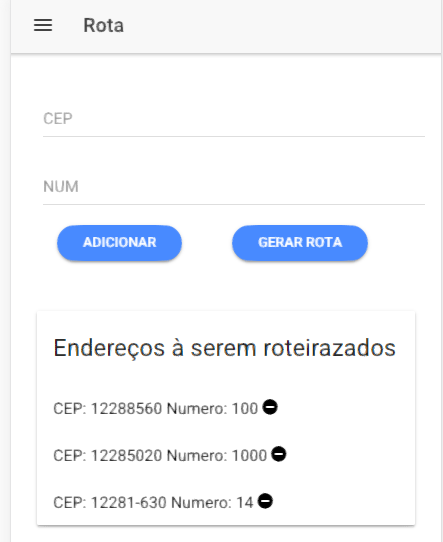 Rota
CEP
NUM
ADICIONAR
GERAR ROTA
Endereços à serem roteirazados
CEP: 12288560 Numero: 100
CEP: 12285020 Numero: 1000
CEP: 12281-630 Numero: 14